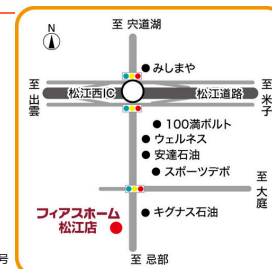 至 宍道湖
N
みしまや
至出雲
松江西IC
松江道路
至米子
100満ボルト
ウェルネス
安達石油
スポーツデポ
至大庭
フィアスホーム
松江店
キグナス石油
号
至 忌部